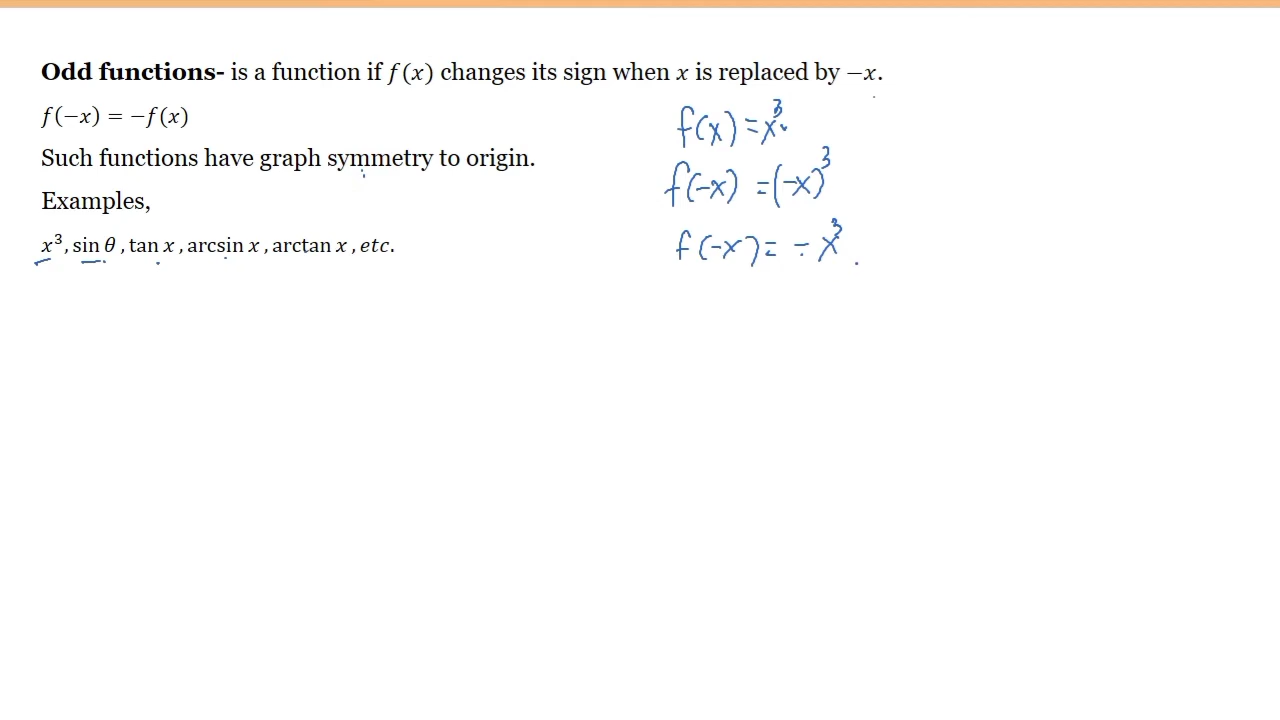 Odd functions- is a function if f(x) changes its sign when x is replaced by −x.
f(−x) = −f(x)
Such functions have graph symmetry to origin.
Examples,
x³, sin θ , tan x , arcsin x , arctan x , etc.
f(x) = x³
f(-x) = (-x)³
f(-x) = - x³.